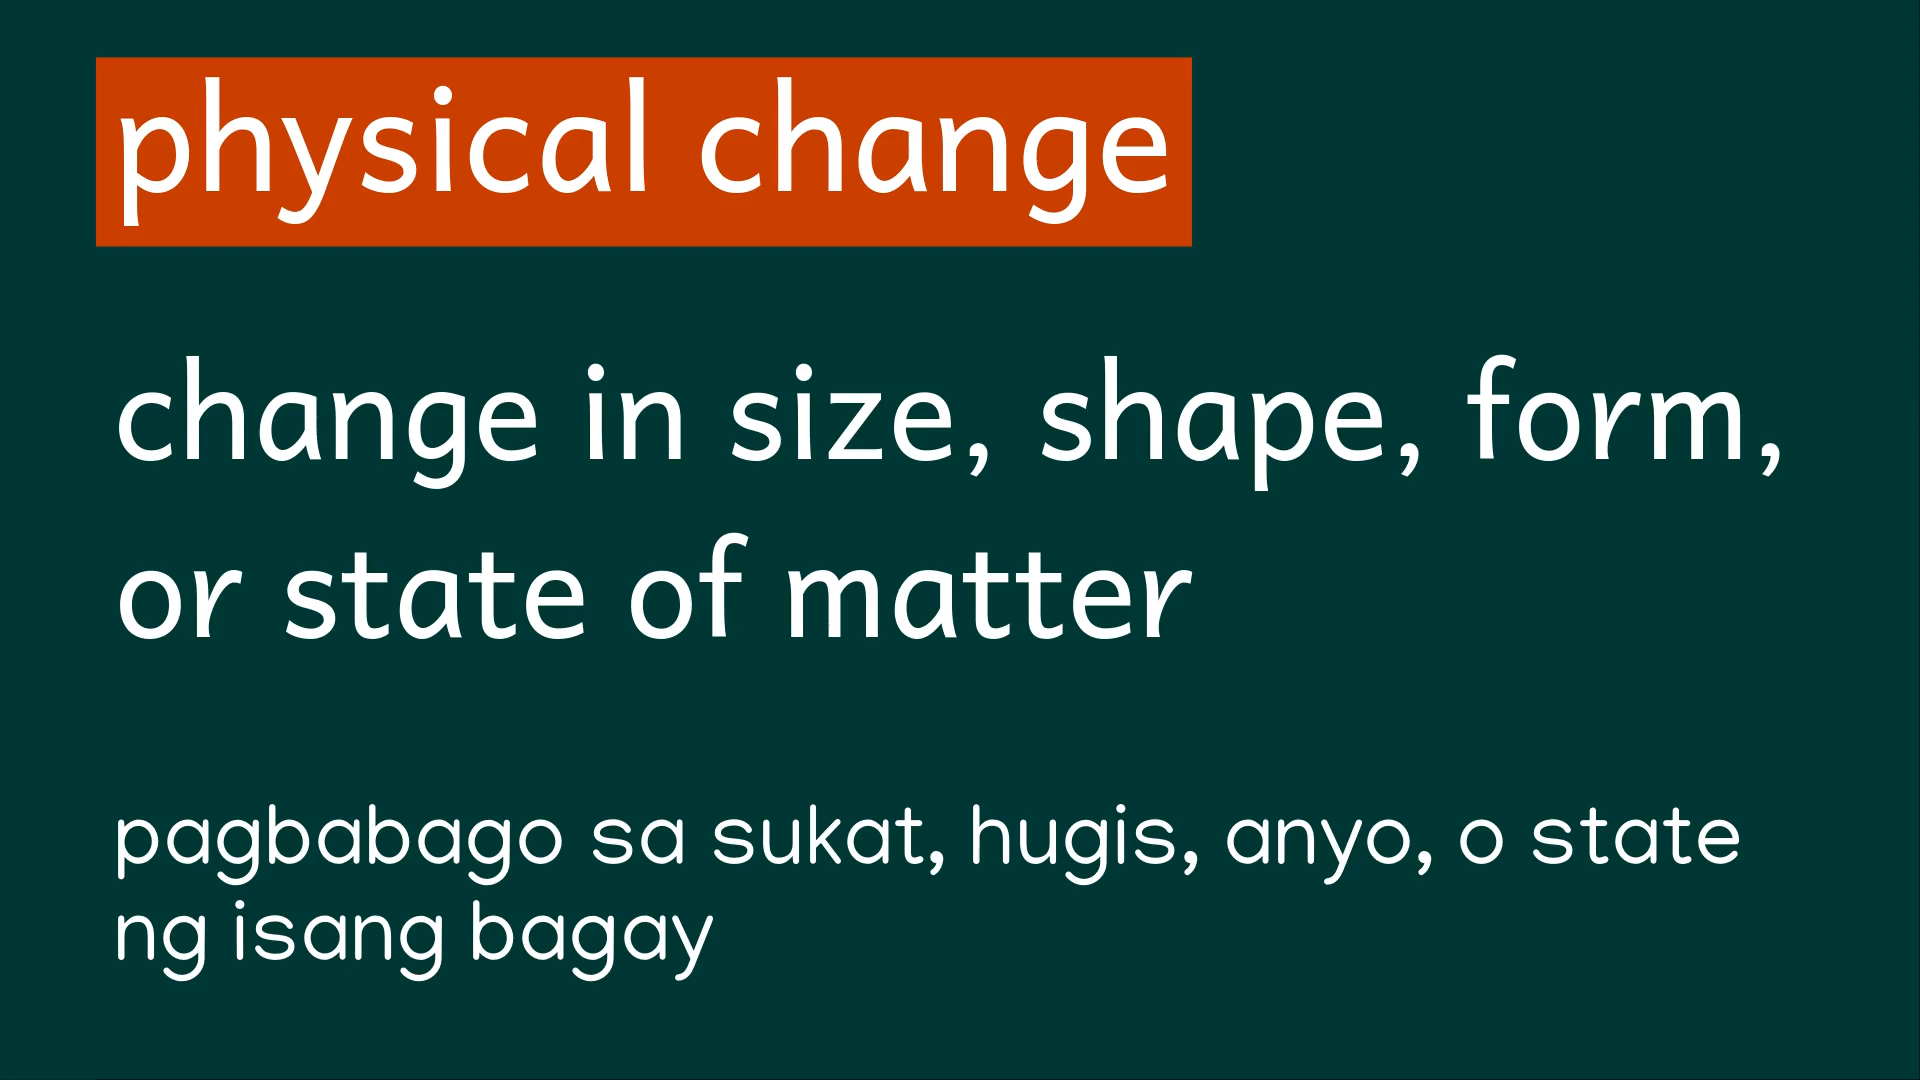 physical change
change in size, shape, form,
or state of matter
pagbabago sa sukat, hugis, anyo, o state
ng isang bagay